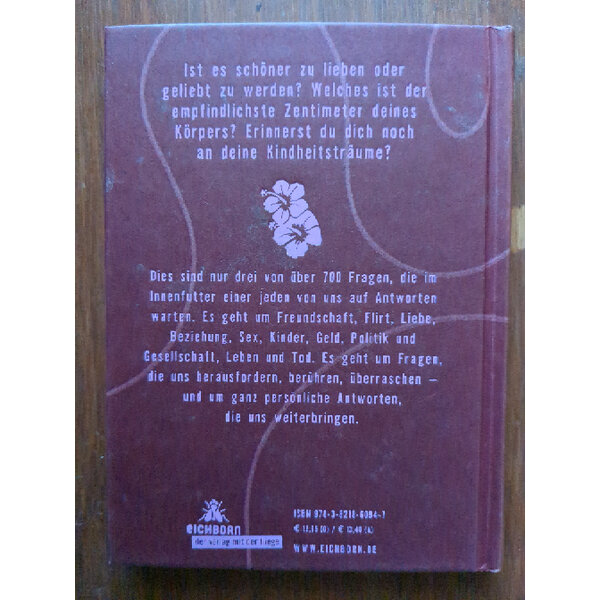 Ist es schöner zu lieben oder
geliebt zu werden? Welches ist der
empfindlichste Zentimeter deines
Körpers? Erinnerst du dich noch
an deine Kindheitsträume?
Dies sind nur drei von über 700 Fragen, die im
Innenfutter einer jeden von uns auf Antworten
warten. Es geht um Freundschaft, Flirt, Liebe,
Beziehung, Sex, Kinder, Geld, Politik und
Gesellschaft, Leben und Tod. Es geht um Fragen,
die uns herausfordern, berühren, überraschen –
und um ganz persönliche Antworten,
die uns weiterbringen.
EICHBORN
der Verlag mit der Fliege
ISBN 978-3-8218-6094-7
WWW.EICHBORN.DE